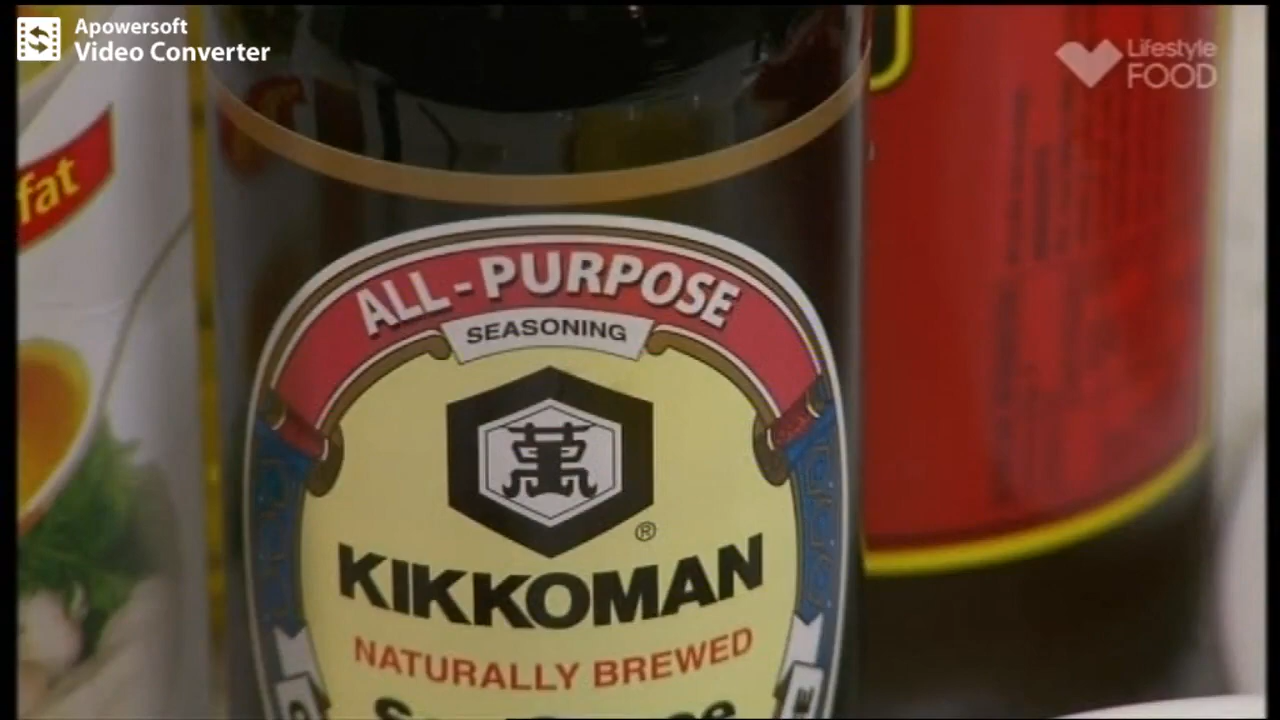 Apowersoft
Video Converter
Lifestyle
FOOD
fat
ALL-PURPOSE
SEASONING
萬
®
KIKKOMAN
NATURALLY BREWED